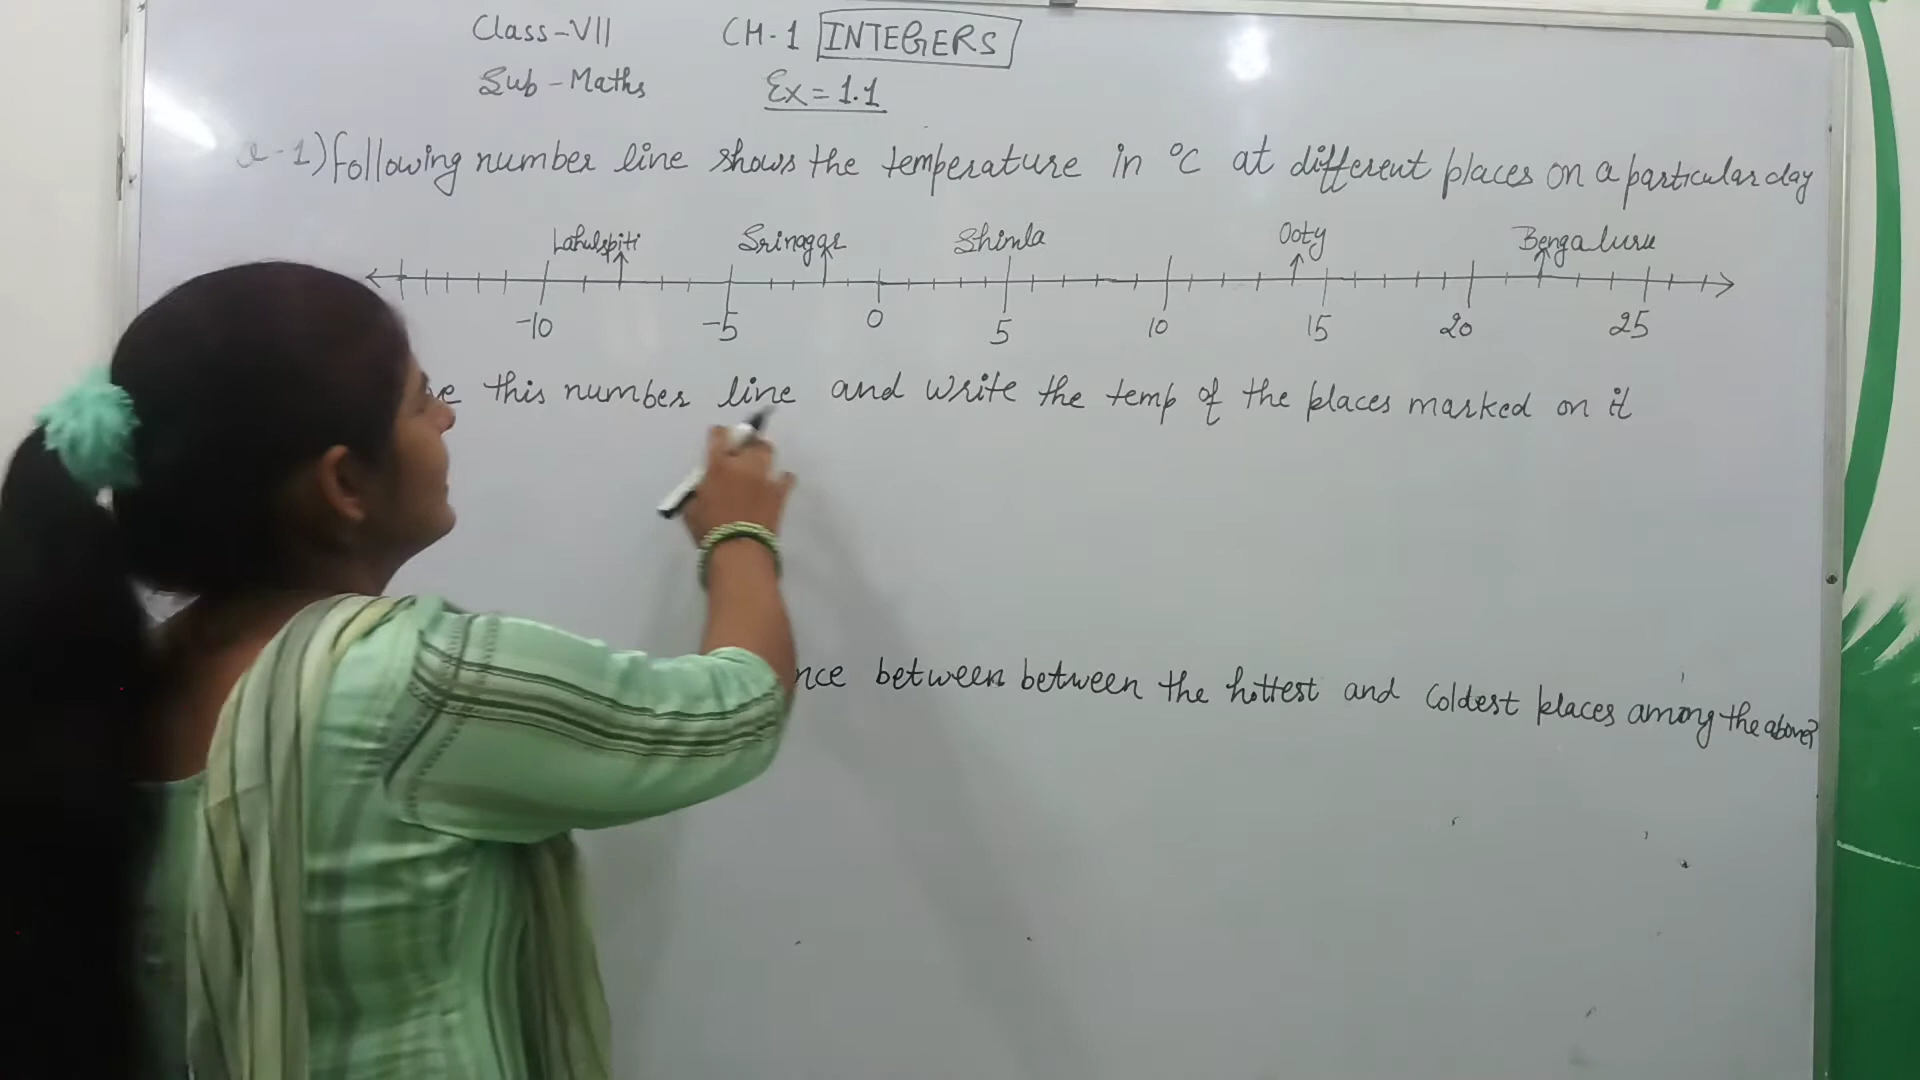 Class-VII CH-1 INTEGERS
Sub-Maths Ex=1.1
Q-1) Following number line shows the temperature in °C at different places on a particular day
Lahulspiti Srinagar Shimla Ooty Bengaluru
-10 -5 0 5 10 15 20 25
this number line and write the temp of the places marked on it
between between the hottest and coldest places among the above?